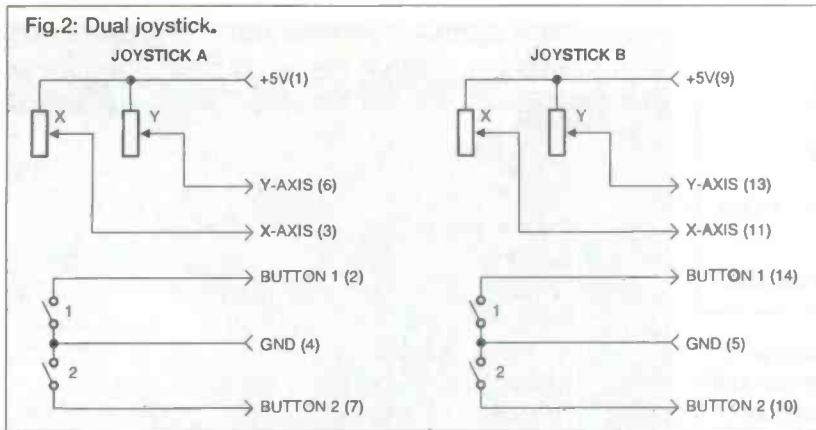 Fig.2: Dual joystick.
JOYSTICK A
+5V(1)
X
Y
Y-AXIS (6)
X-AXIS (3)
BUTTON 1 (2)
1
GND (4)
2
BUTTON 2 (7)
JOYSTICK B
+5V(9)
X
Y
Y-AXIS (13)
X-AXIS (11)
BUTTON 1 (14)
1
GND (5)
2
BUTTON 2 (10)